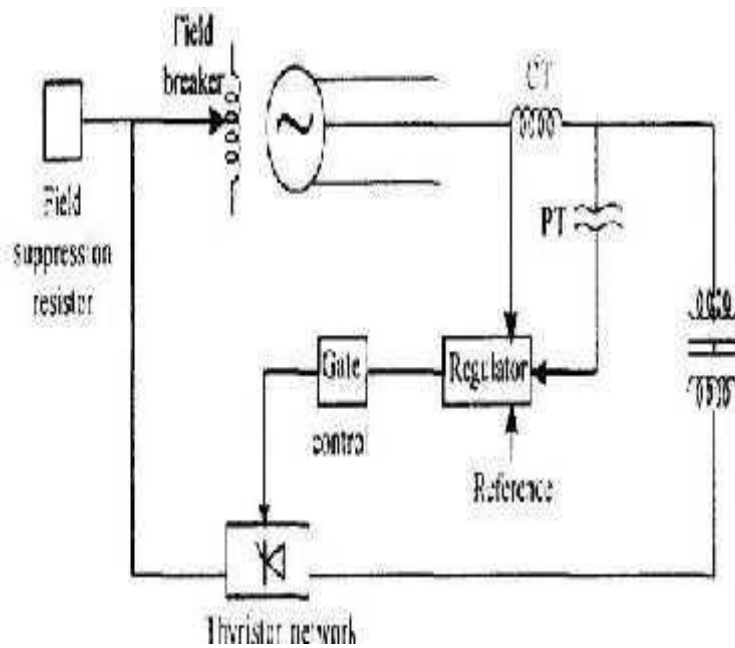 Field
breaker
CT
Field
suppression
resistor
PT
Gate
control
Regulator
Reference
Thyristor network